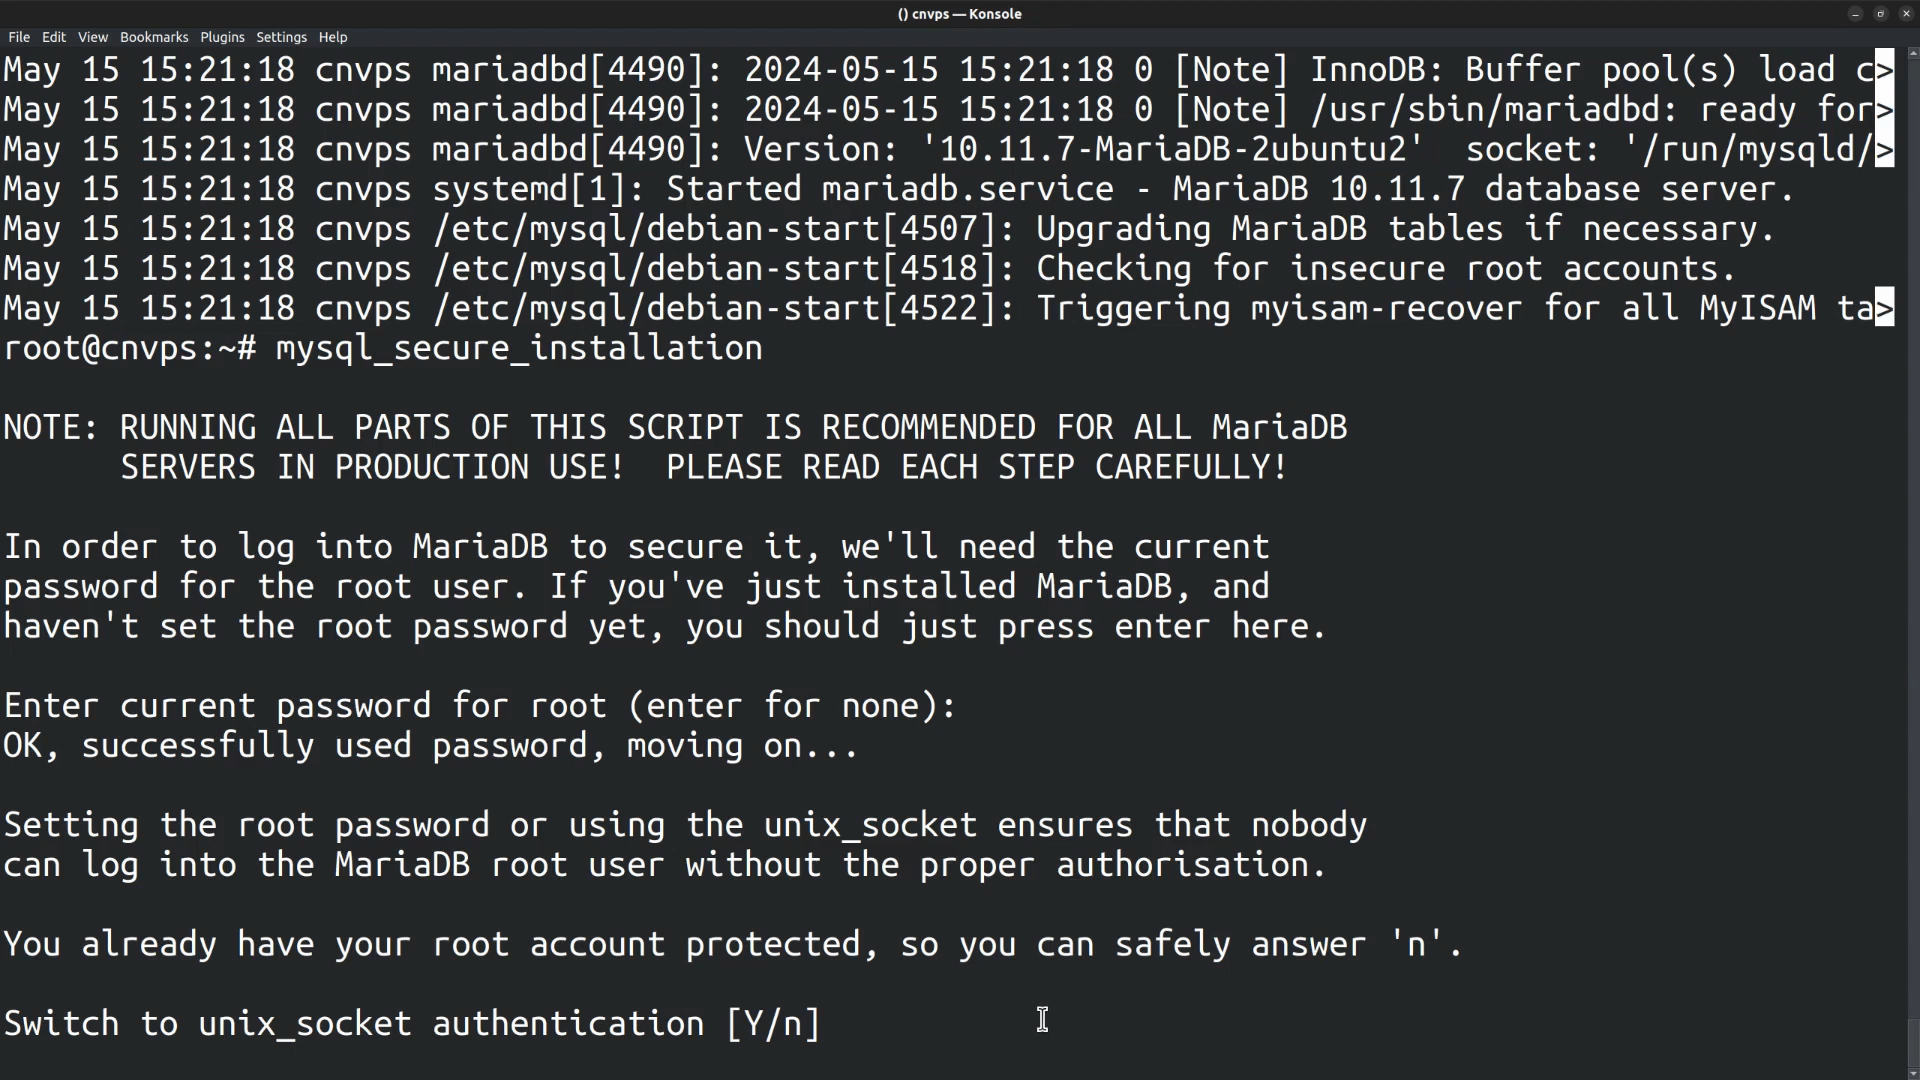 () cnvps — Konsole
File Edit View Bookmarks Plugins Settings Help
May 15 15:21:18 cnvps mariadbd[4490]: 2024-05-15 15:21:18 0 [Note] InnoDB: Buffer pool(s) load c>
May 15 15:21:18 cnvps mariadbd[4490]: 2024-05-15 15:21:18 0 [Note] /usr/sbin/mariadbd: ready for>
May 15 15:21:18 cnvps mariadbd[4490]: Version: '10.11.7-MariaDB-2ubuntu2'  socket: '/run/mysqld/>
May 15 15:21:18 cnvps systemd[1]: Started mariadb.service - MariaDB 10.11.7 database server.
May 15 15:21:18 cnvps /etc/mysql/debian-start[4507]: Upgrading MariaDB tables if necessary.
May 15 15:21:18 cnvps /etc/mysql/debian-start[4518]: Checking for insecure root accounts.
May 15 15:21:18 cnvps /etc/mysql/debian-start[4522]: Triggering myisam-recover for all MyISAM ta>
root@cnvps:~# mysql_secure_installation
NOTE: RUNNING ALL PARTS OF THIS SCRIPT IS RECOMMENDED FOR ALL MariaDB
SERVERS IN PRODUCTION USE!  PLEASE READ EACH STEP CAREFULLY!
In order to log into MariaDB to secure it, we'll need the current
password for the root user. If you've just installed MariaDB, and
haven't set the root password yet, you should just press enter here.
Enter current password for root (enter for none):
OK, successfully used password, moving on...
Setting the root password or using the unix_socket ensures that nobody
can log into the MariaDB root user without the proper authorisation.
You already have your root account protected, so you can safely answer 'n'.
Switch to unix_socket authentication [Y/n]